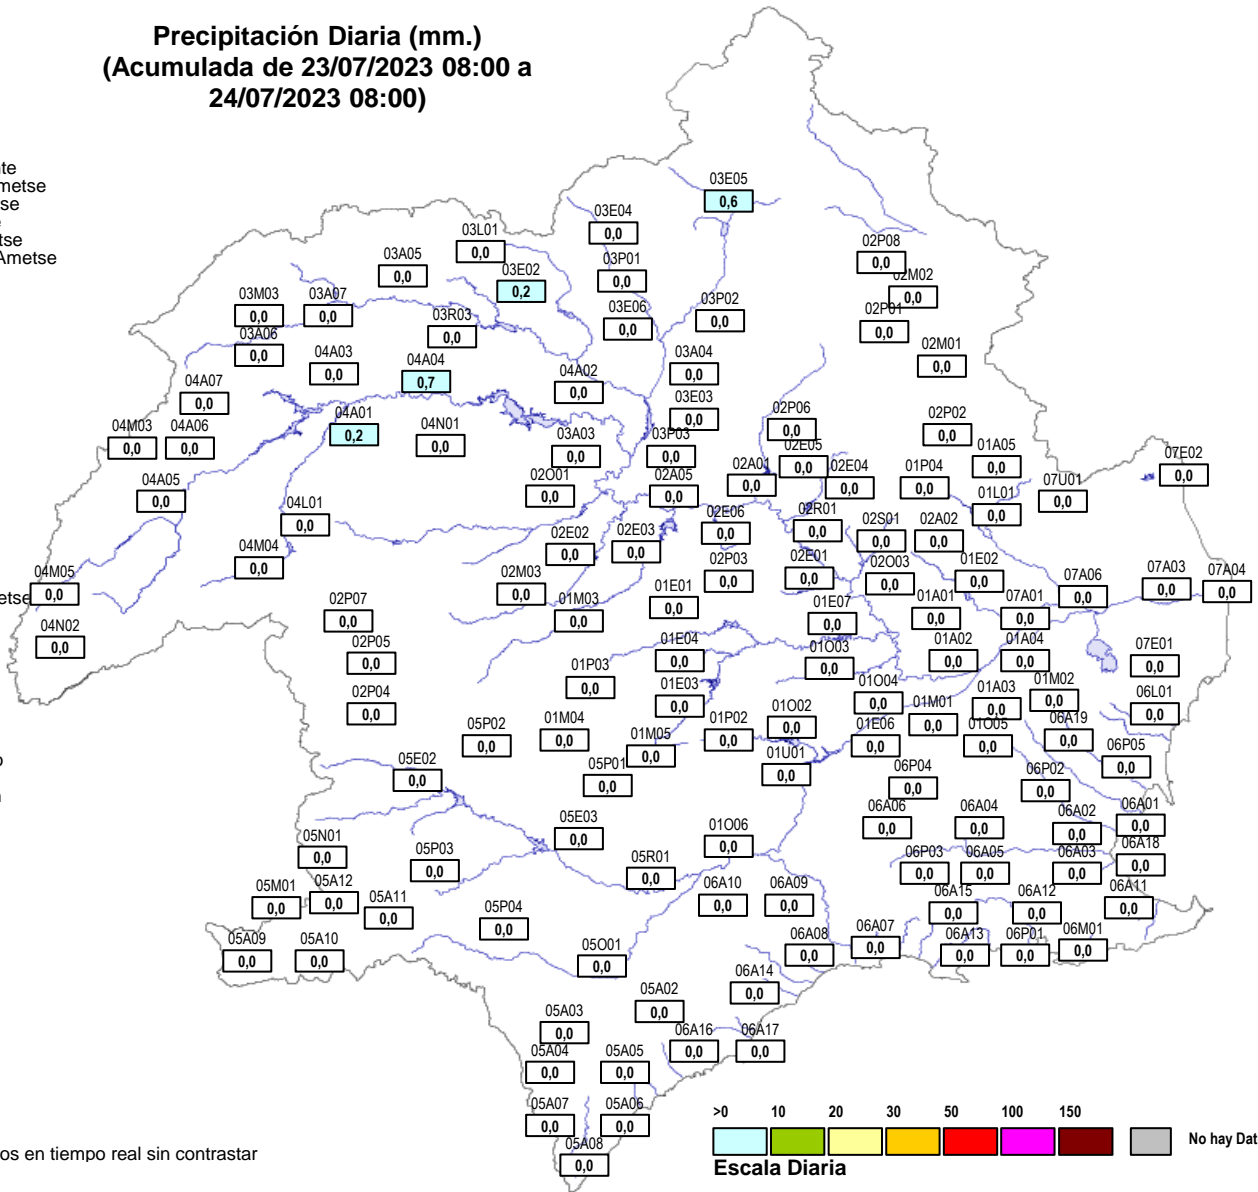 Precipitación Diaria (mm.)
(Acumulada de 23/07/2023 08:00 a
24/07/2023 08:00)
nte
metse
se
e
tse
Ametse
03E05
0,6
03E04
0,0
03L01
0,0
03P01
0,0
02P08
0,0
03A05
0,0
03E02
0,2
02M02
0,0
03M03
0,0
03A07
0,0
03P02
0,0
03E06
0,0
02P01
0,0
03R03
0,0
03A06
0,0
04A03
0,0
04A04
0,7
03A04
0,0
02M01
0,0
04A02
0,0
04A07
0,0
03E03
0,0
04A01
0,2
02P06
0,0
02P02
0,0
04M03
0,0
04A06
0,0
04N01
0,0
03A03
0,0
03P03
0,0
02E05
0,0
01A05
0,0
07E02
0,0
02O01
0,0
02A05
0,0
02A01
0,0
02E04
0,0
01P04
0,0
07U01
0,0
04A05
0,0
01L01
0,0
04L01
0,0
02E06
0,0
02R01
0,0
02S01
0,0
02A02
0,0
02E02
0,0
02E03
0,0
04M04
0,0
02P03
0,0
02E01
0,0
02O03
0,0
01E02
0,0
04M05
0,0
02M03
0,0
07A06
0,0
07A03
0,0
07A04
0,0
etse
01M03
0,0
01E01
0,0
01E07
0,0
01A01
0,0
07A01
0,0
02P07
0,0
04N02
0,0
02P05
0,0
01E04
0,0
01O03
0,0
01A02
0,0
01A04
0,0
07E01
0,0
01P03
0,0
01E03
0,0
01O04
0,0
01A03
0,0
01M02
0,0
06L01
0,0
02P04
0,0
01M01
0,0
05P02
0,0
01M04
0,0
01M05
0,0
01P02
0,0
01O02
0,0
01E06
0,0
01O05
0,0
06A19
0,0
o
05E02
0,0
05P01
0,0
01U01
0,0
06P04
0,0
06P02
0,0
06P05
0,0
05E03
0,0
01O06
0,0
06A06
0,0
06A04
0,0
06A02
0,0
06A01
0,0
05N01
0,0
05P03
0,0
05R01
0,0
06P03
0,0
06A05
0,0
06A03
0,0
06A18
0,0
05M01
0,0
05A12
0,0
05A11
0,0
06A10
0,0
06A09
0,0
06A15
0,0
06A12
0,0
06A11
0,0
05P04
0,0
05A09
0,0
05A10
0,0
05O01
0,0
06A08
0,0
06A07
0,0
06A13
0,0
06P01
0,0
06M01
0,0
06A14
0,0
05A02
0,0
05A03
0,0
06A16
0,0
06A17
0,0
05A04
0,0
05A05
0,0
05A07
0,0
05A06
0,0
05A08
0,0
>0 10 20 30 50 100 150
No hay Dat
Escala Diaria
os en tiempo real sin contrastar